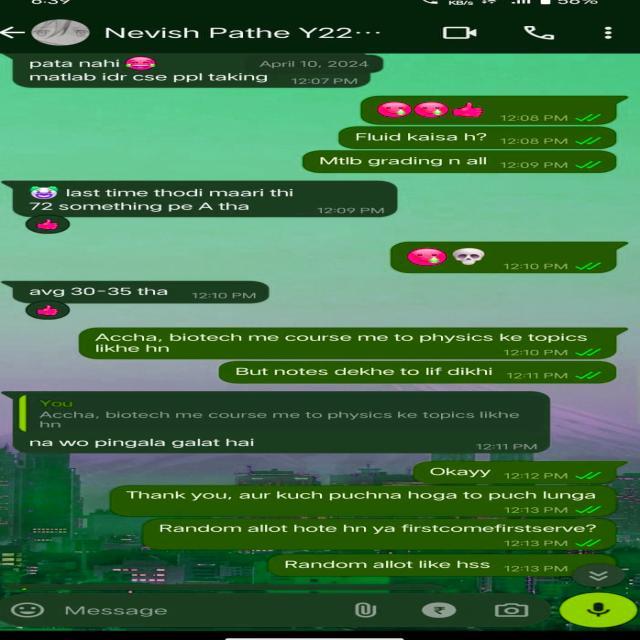 8:39
KB/s
58%
Nevish Pathe Y22...
pata nahi
April 10, 2024
matlab idr cse ppl taking 12:07 PM
12:08 PM
Fluid kaisa h? 12:08 PM
Mtlb grading n all 12:09 PM
last time thodi maari thi
72 something pe A tha 12:09 PM
12:10 PM
avg 30-35 tha 12:10 PM
Accha, biotech me course me to physics ke topics
likhe hn 12:10 PM
But notes dekhe to lif dikhi 12:11 PM
You
Accha, biotech me course me to physics ke topics likhe
hn
na wo pingala galat hai 12:11 PM
Okayy 12:12 PM
Thank you, aur kuch puchna hoga to puch lunga
12:13 PM
Random allot hote hn ya firstcomefirstserve?
12:13 PM
Random allot like hss 12:13 PM
Message
₹